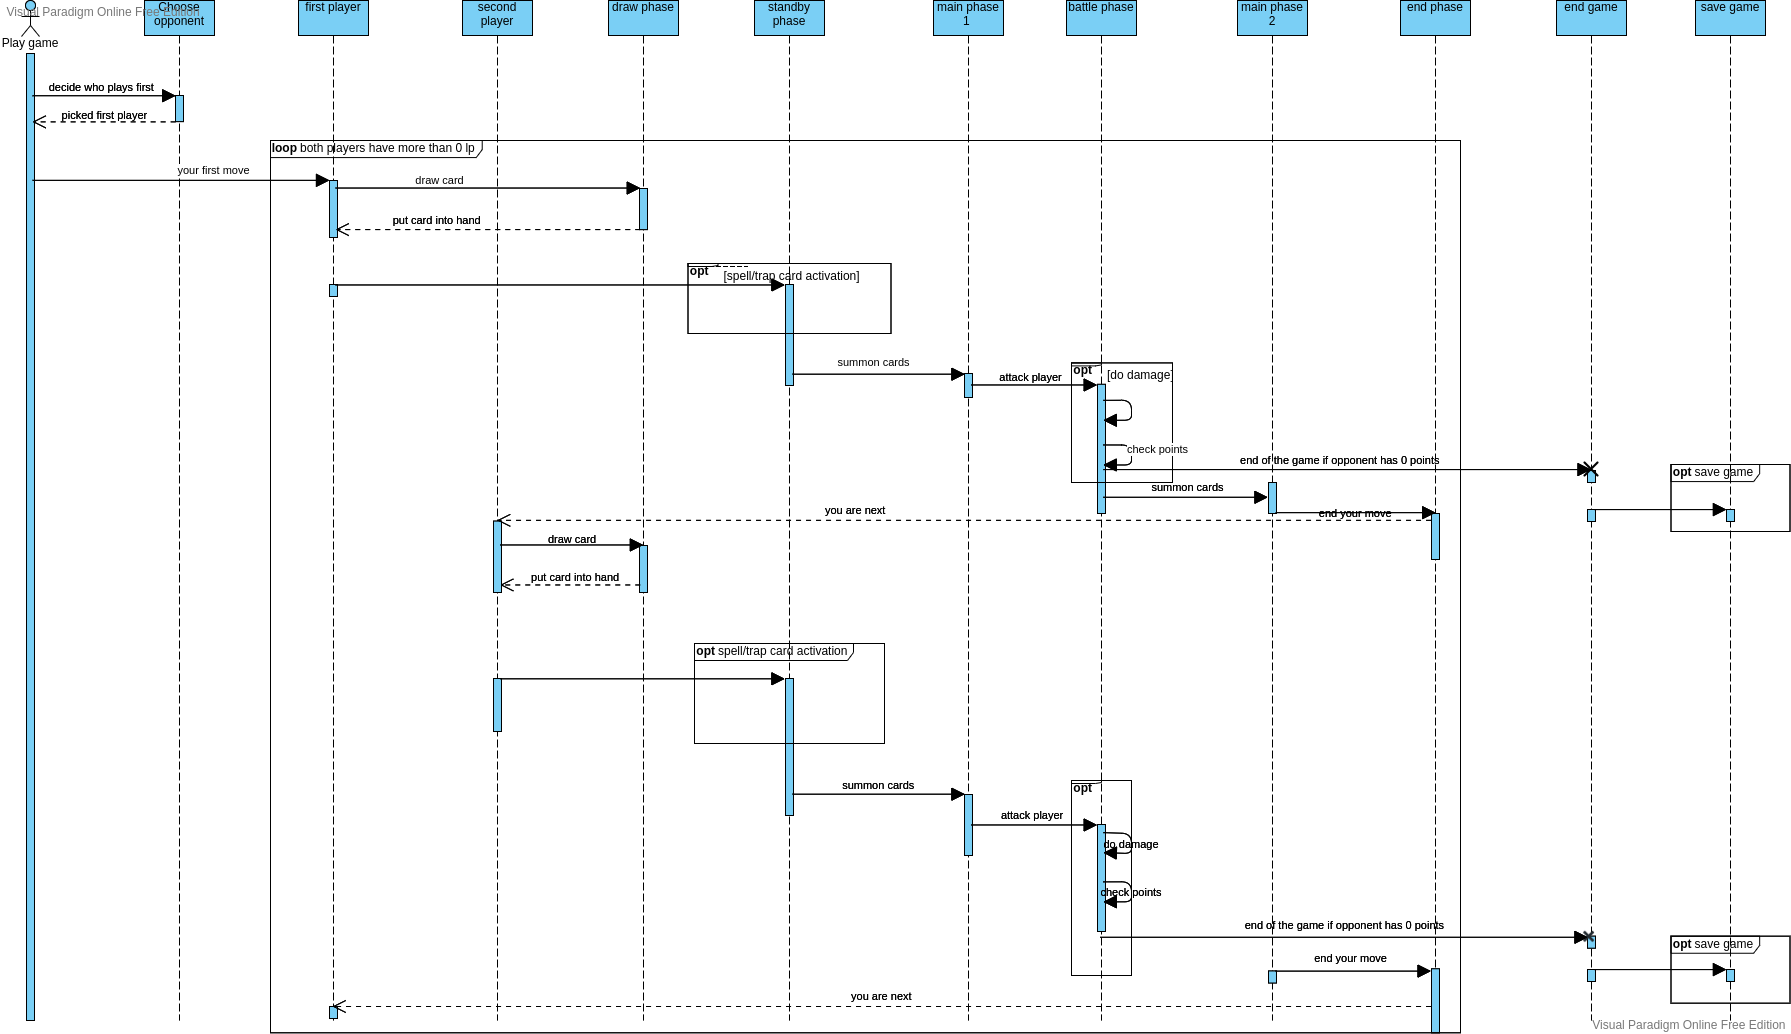 Visual Paradigm Online Free Edition
Play game
Choose
opponent
first player
second
player
draw phase
standby
phase
main phase
1
battle phase
main phase
2
end phase
end game
save game
decide who plays first
picked first player
loop both players have more than 0 lp
your first move
draw card
put card into hand
opt [spell/trap card activation]
summon cards
opt [do damage]
attack player
check points
end of the game if opponent has 0 points
opt save game
summon cards
end your move
you are next
draw card
put card into hand
opt spell/trap card activation
summon cards
opt
attack player
do damage
check points
end of the game if opponent has 0 points
opt save game
end your move
you are next
Visual Paradigm Online Free Edition